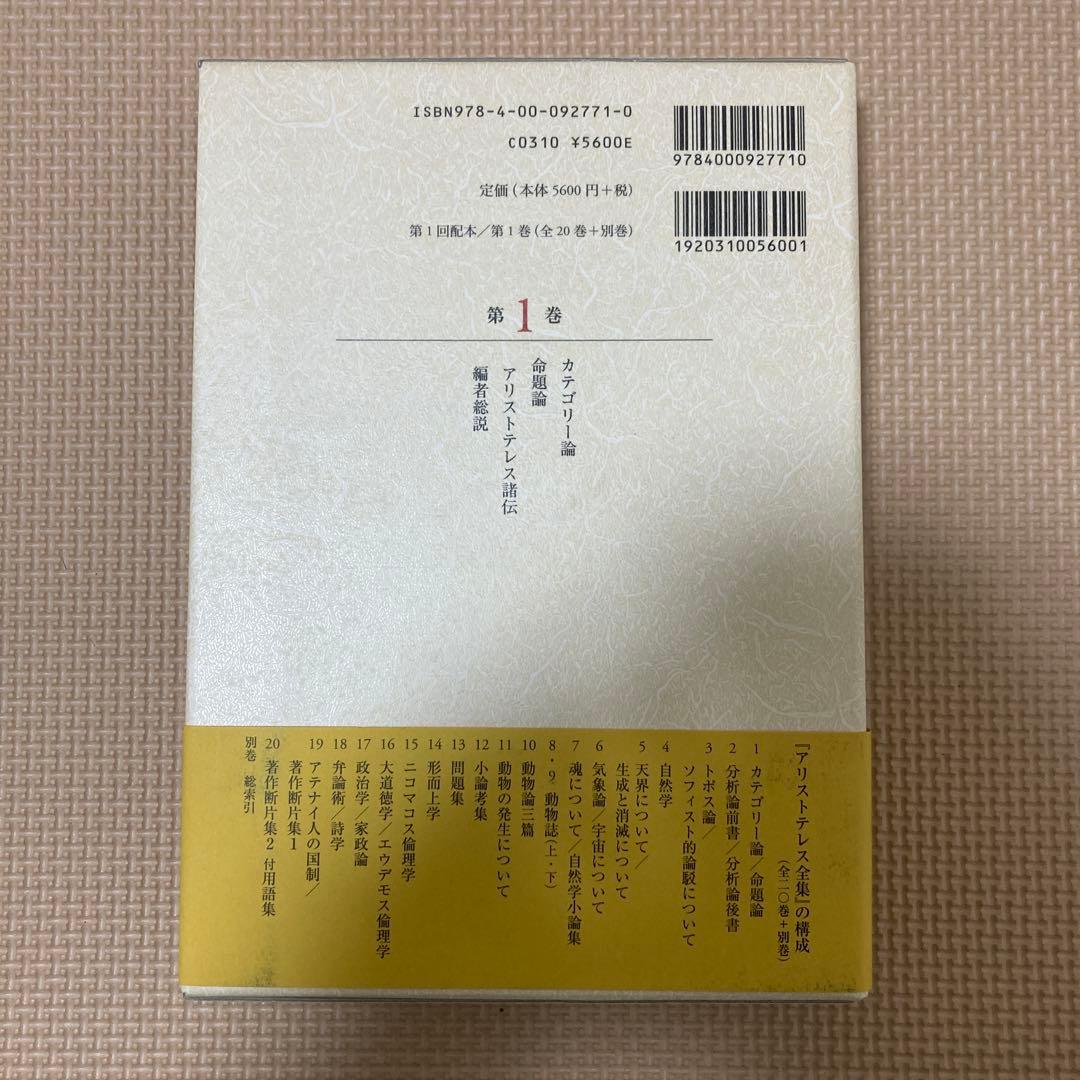 ISBN978-4-00-092771-0
C0310 ¥5600E
9784000927710
定価(本体5600円+税)
1920310056001
第1回配本/第1巻(全20巻+別巻)
第1巻
カテゴリー論
命題論
アリストテレス諸伝
編者総説
『アリストテレス全集』の構成
(全二〇巻+別巻)
1 カテゴリー論/命題論
2 分析論前書/分析論後書
3 トポス論/
ソフィスト的論駁について
4 自然学
5 天界について/
生成と消滅について
6 気象論/宇宙について
7 魂について/自然学小論集
8・9 動物誌(上・下)
10 動物論三篇
11 動物の発生について
12 小論考集
13 問題集
14 形而上学
15 ニコマコス倫理学
16 大道徳学/エウデモス倫理学
17 政治学/家政論
18 弁論術/詩学
19 アテナイ人の国制/
著作断片集1
20 著作断片集2 付用語集
別巻 総索引